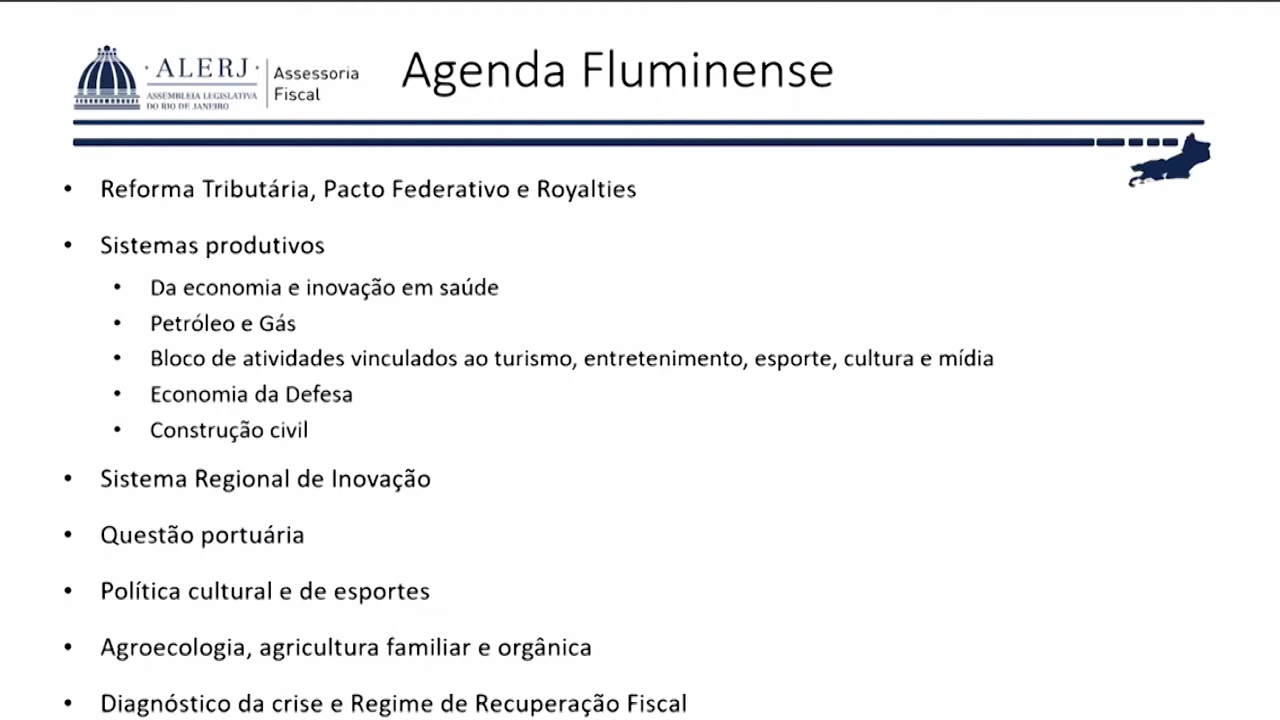 · ALERJ ·
ASSEMBLEIA LEGISLATIVA
DO RIO DE JANEIRO
Assessoria
Fiscal
Agenda Fluminense
• Reforma Tributária, Pacto Federativo e Royalties
• Sistemas produtivos
• Da economia e inovação em saúde
• Petróleo e Gás
• Bloco de atividades vinculados ao turismo, entretenimento, esporte, cultura e mídia
• Economia da Defesa
• Construção civil
• Sistema Regional de Inovação
• Questão portuária
• Política cultural e de esportes
• Agroecologia, agricultura familiar e orgânica
• Diagnóstico da crise e Regime de Recuperação Fiscal